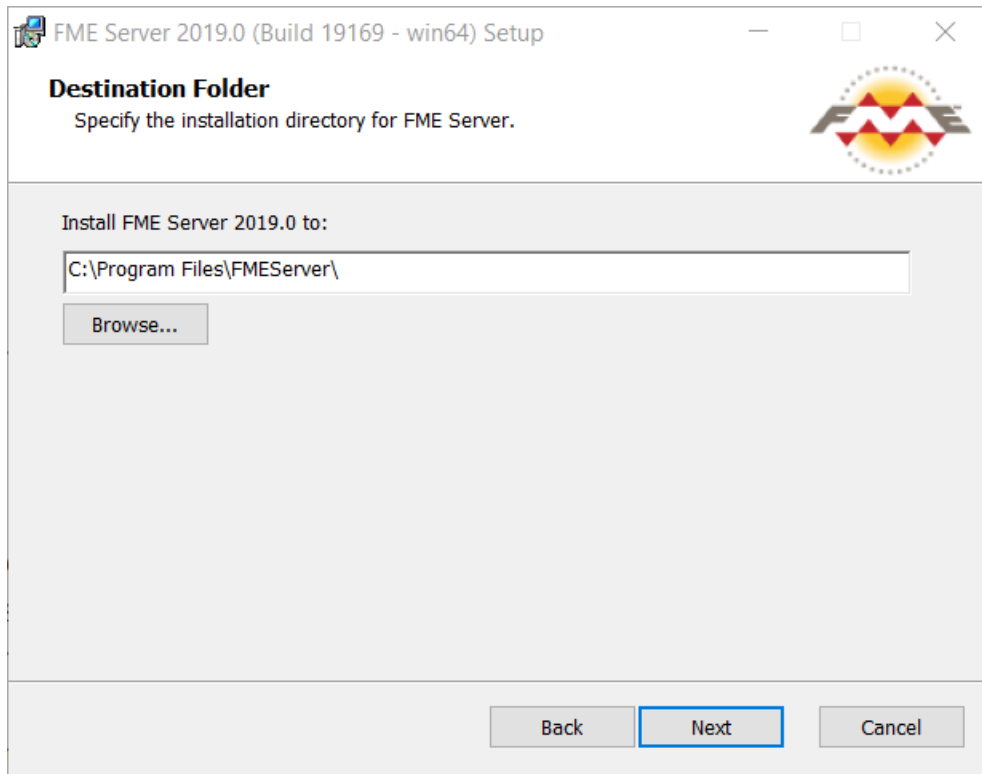 FME Server 2019.0 (Build 19169 - win64) Setup
Destination Folder
Specify the installation directory for FME Server.
FME
Install FME Server 2019.0 to:
C:\Program Files\FMEServer\
Browse...
Back Next Cancel